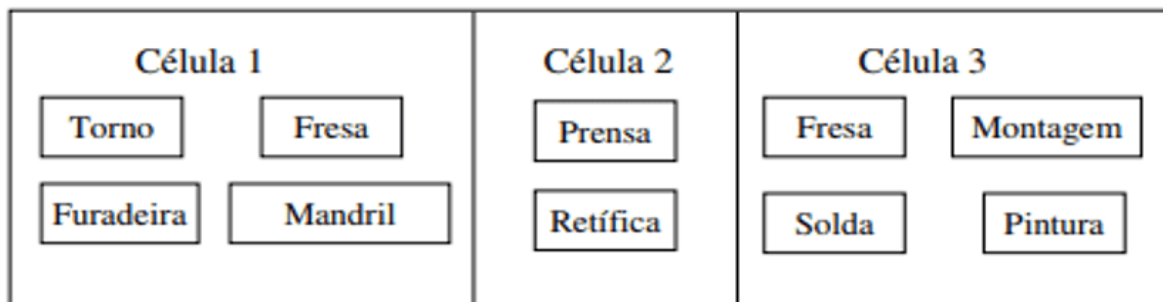 Célula 1
Torno
Fresa
Furadeira
Mandril
Célula 2
Prensa
Retífica
Célula 3
Fresa
Montagem
Solda
Pintura